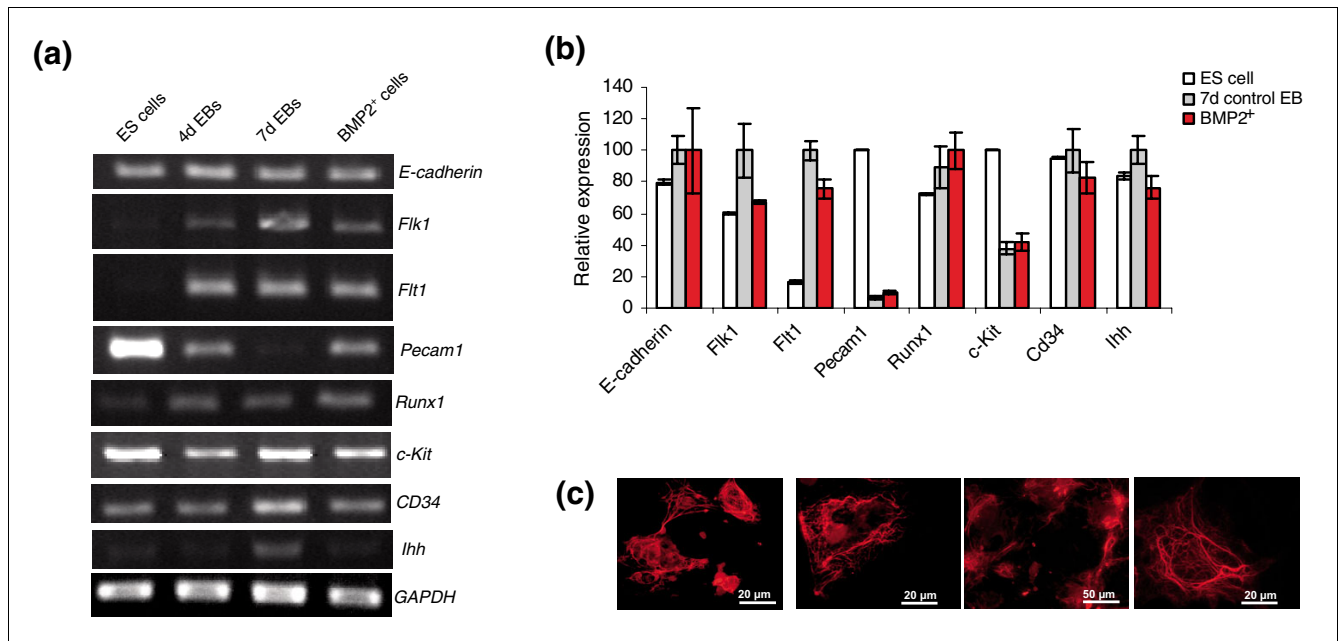 (a)
ES cells
4d EBs
7d EBs
BMP2+ cells
E-cadherin
Flk1
Flt1
Pecam1
Runx1
c-Kit
CD34
Ihh
GAPDH
(b)
ES cell
7d control EB
BMP2+
Relative expression
140
120
100
80
60
40
20
0
E-cadherin
Flk1
Flt1
Pecam1
Runx1
c-Kit
Cd34
Ihh
(c)
20 µm
20 µm
50 µm
20 µm